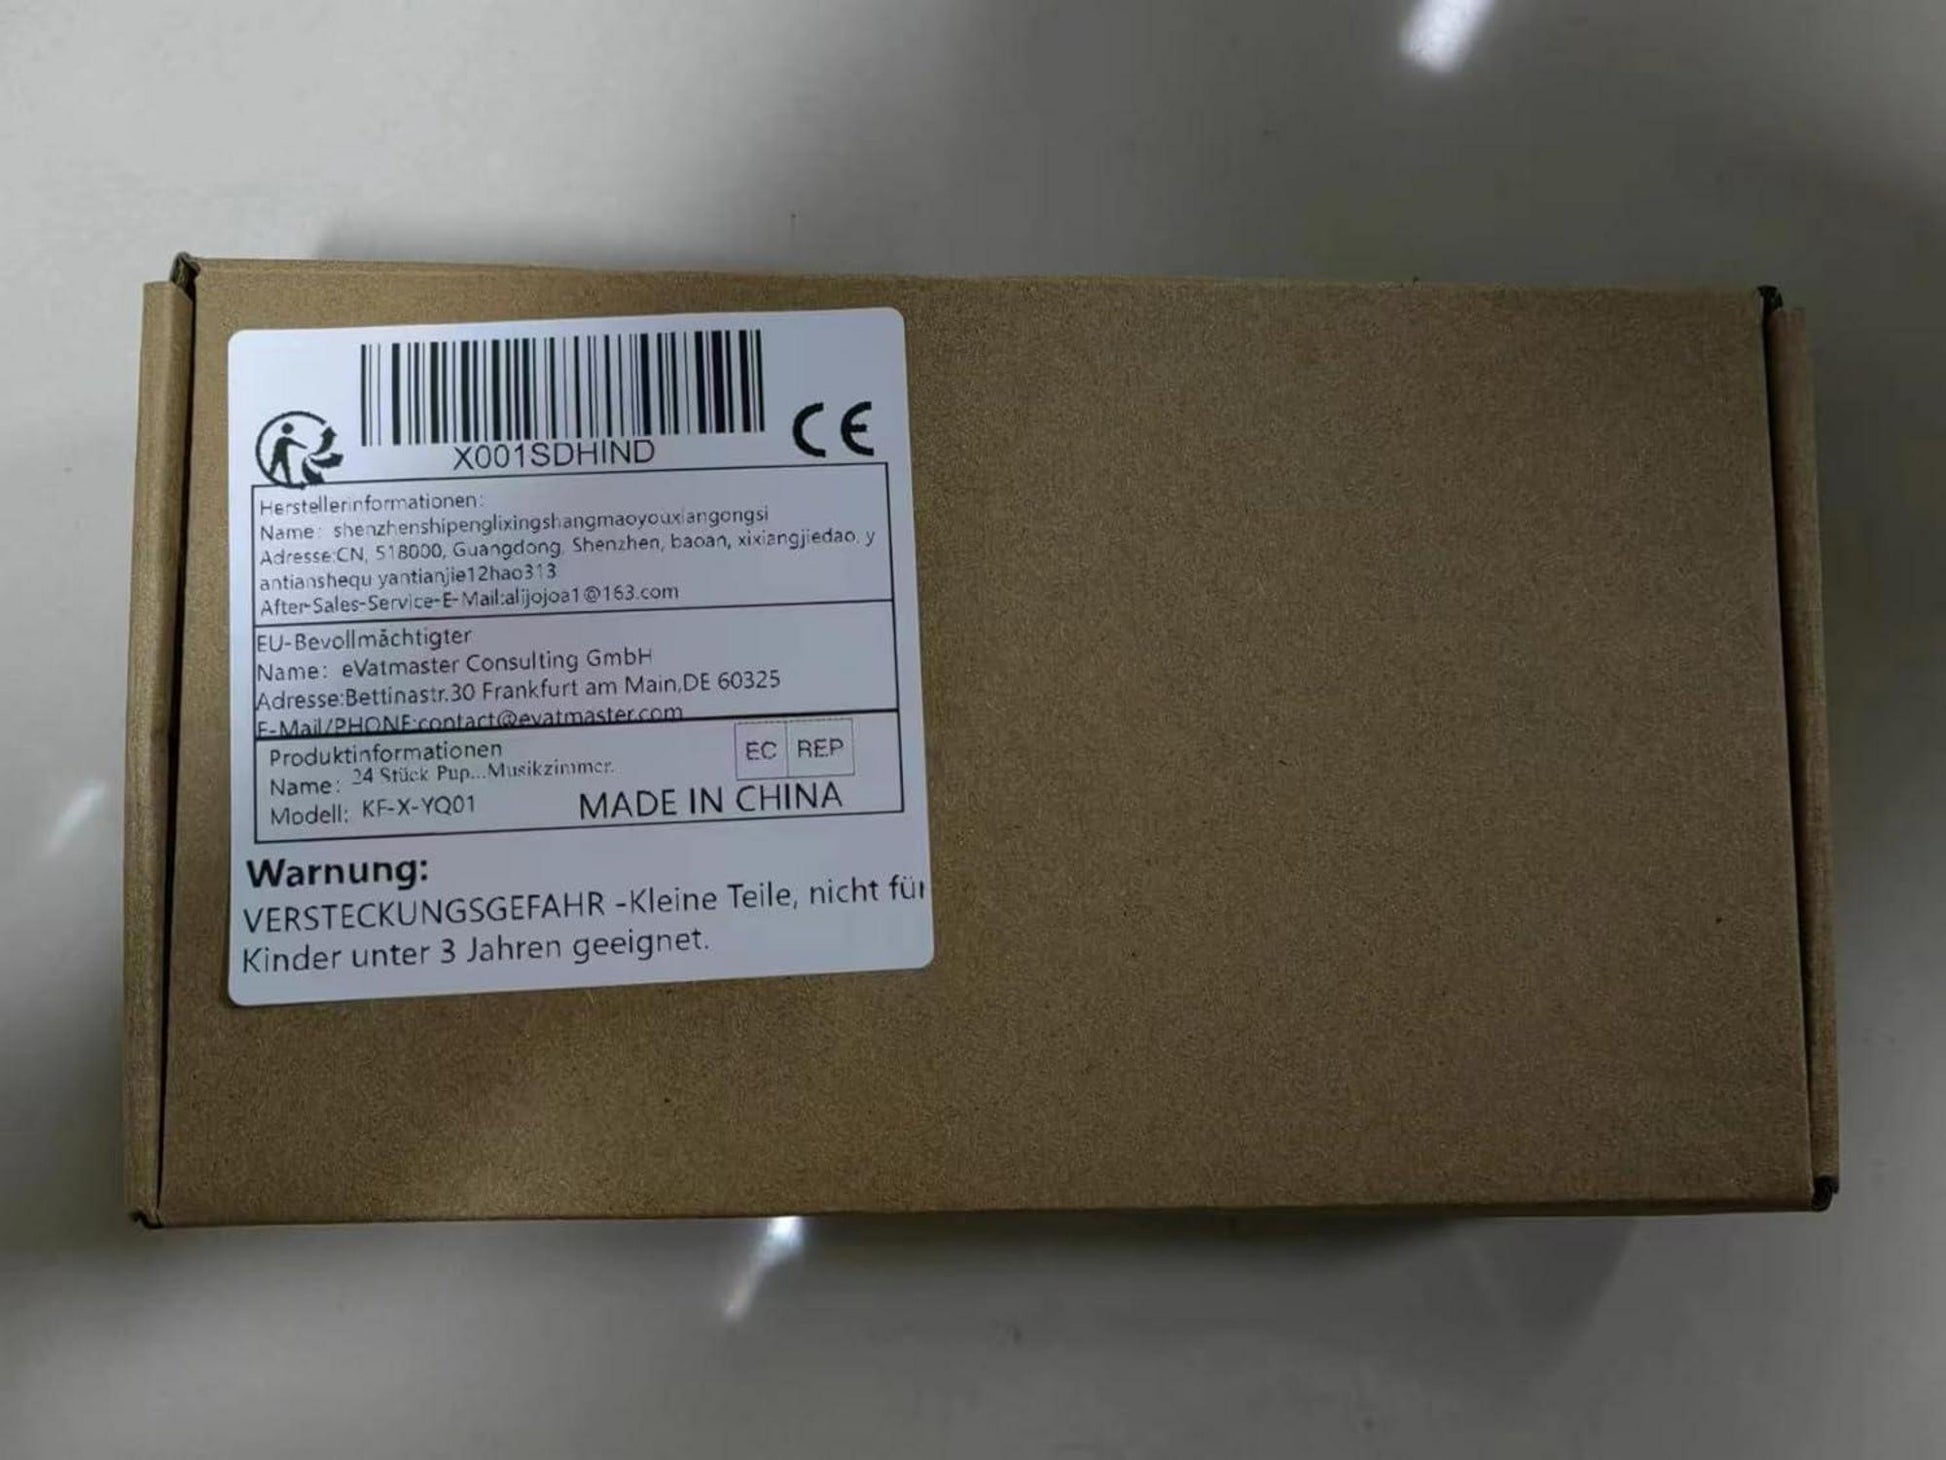 CE
X001SDHIND
Herstellerinformationen:
Name: shenzhenshipenglixingshangmaoyouxiangongsi
Adresse:CN, 518000, Guangdong, Shenzhen, baoan, xixiangjiedao, y
antianshequ yantianjie12hao313
After-Sales-Service-E-Mail:alijojoa1@163.com
EU-Bevollmächtigter
Name: eVatmaster Consulting GmbH
Adresse:Bettinastr.30 Frankfurt am Main,DE 60325
E-Mail/PHONE:contact@evatmaster.com
Produktinformationen
EC REP
Name: 24 Stück Pup...Musikzimmer.
Modell: KF-X-YQ01
MADE IN CHINA
Warnung:
VERSTECKUNGSGEFAHR -Kleine Teile, nicht für
Kinder unter 3 Jahren geeignet.